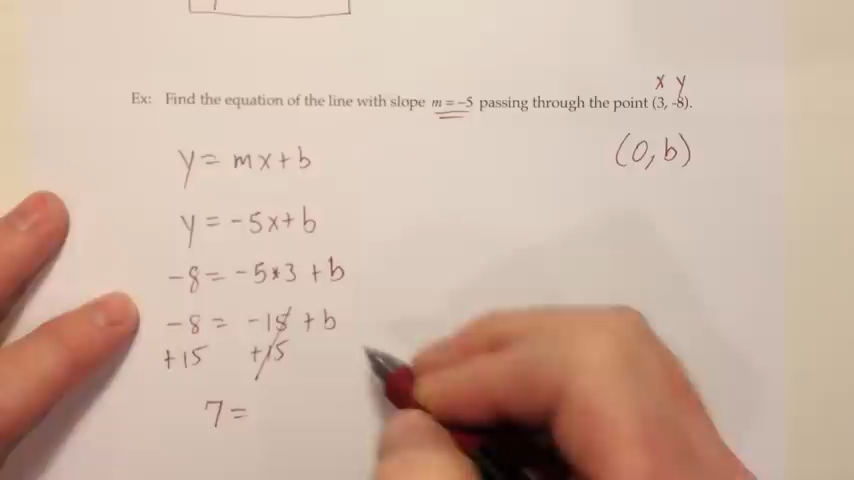 x y
Ex: Find the equation of the line with slope m = -5 passing through the point (3, -8).
(0, b)
y = mx + b
y = -5x + b
-8 = -5*3 + b
-8 = -15 + b
+15 +15
7 =